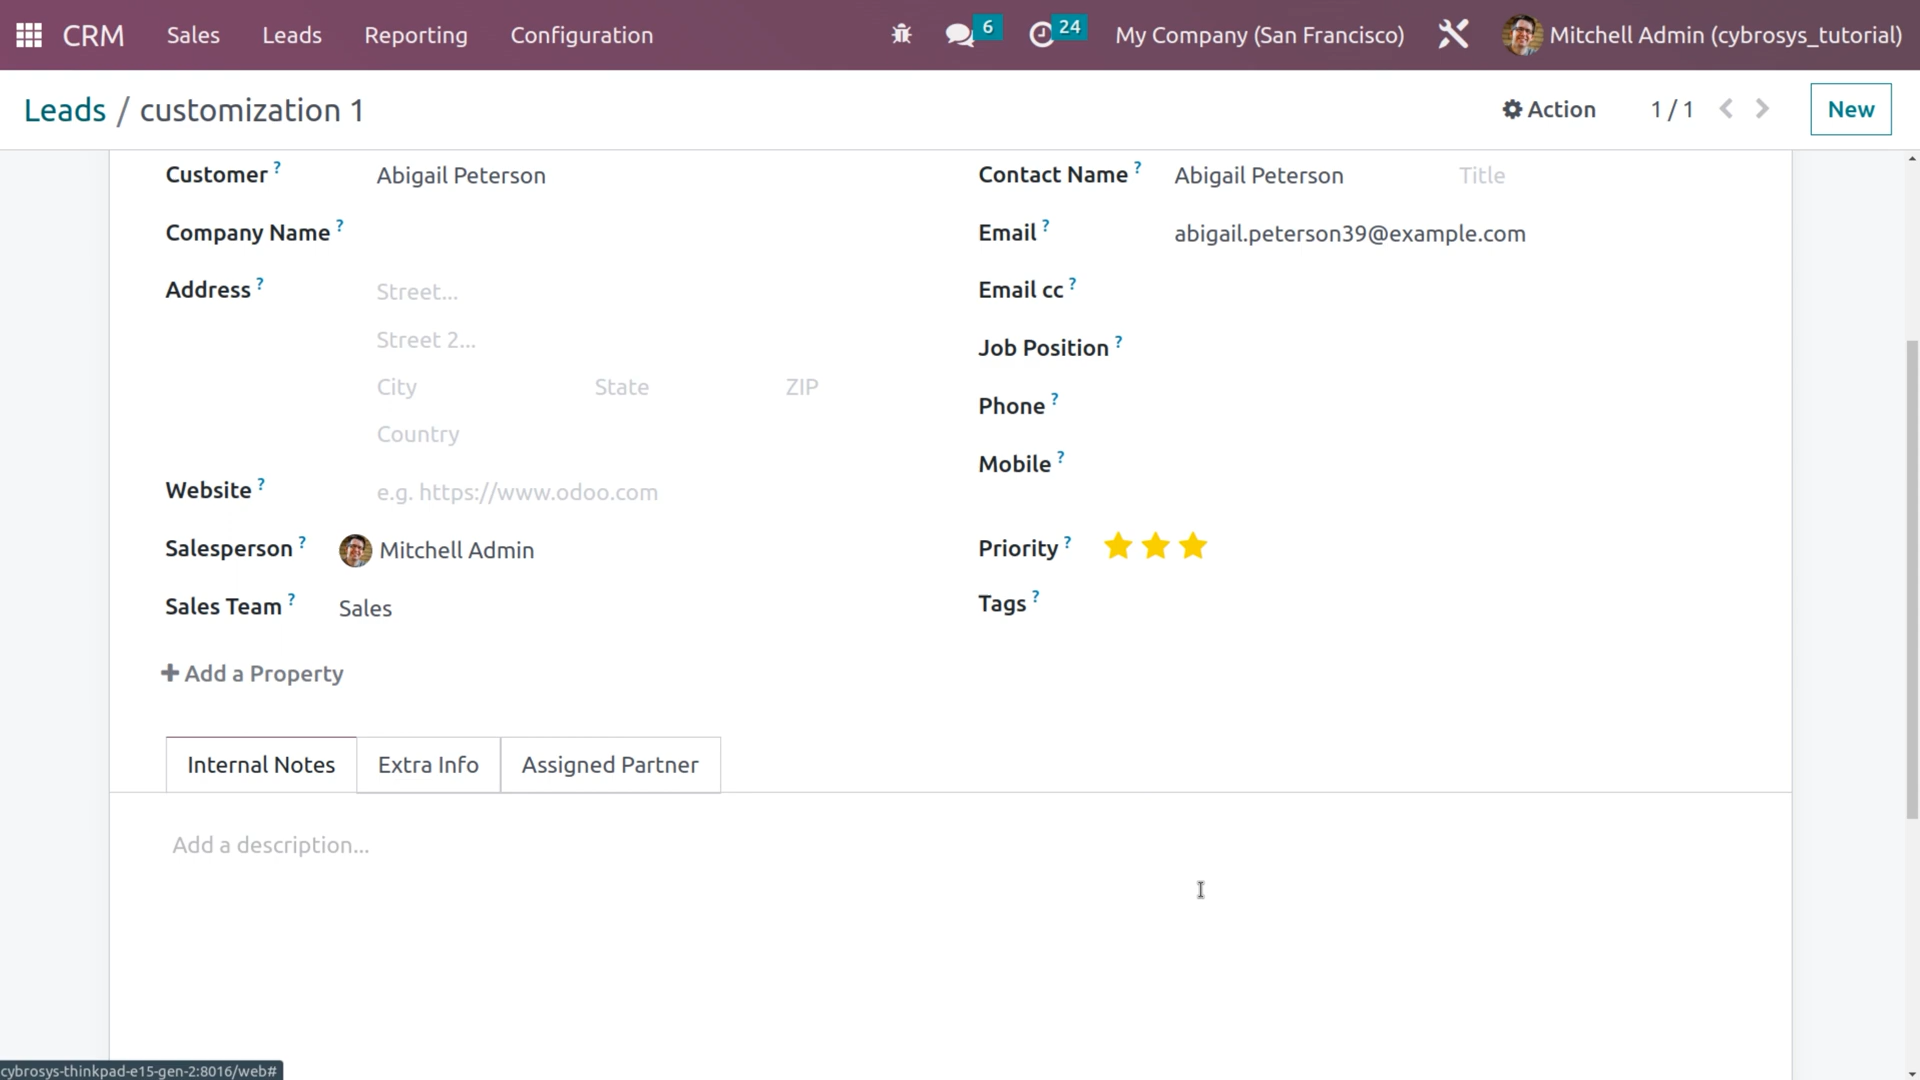 CRM Sales Leads Reporting Configuration 6 24 My Company (San Francisco) Mitchell Admin (cybrosys_tutorial)
Leads / customization 1 Action 1 / 1 New
Customer ? Abigail Peterson
Contact Name ? Abigail Peterson Title
Company Name ?
Email ? abigail.peterson39@example.com
Address ? Street...
Email cc ?
Street 2...
Job Position ?
City State ZIP
Phone ?
Country
Mobile ?
Website ? e.g. https://www.odoo.com
Salesperson ? Mitchell Admin
Priority ?
Sales Team ? Sales
Tags ?
Add a Property
Internal Notes Extra Info Assigned Partner
Add a description...
cybrosys-thinkpad-e15-gen-2:8016/web#